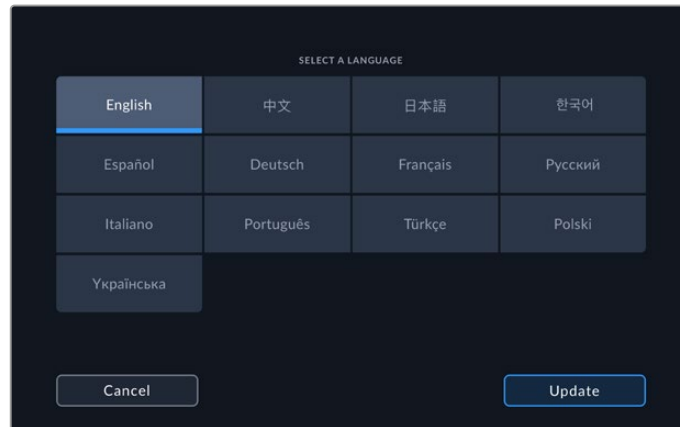 SELECT A LANGUAGE
English 中文 日本語 한국어
Español Deutsch Français Русский
Italiano Português Türkçe Polski
Українська
Cancel Update